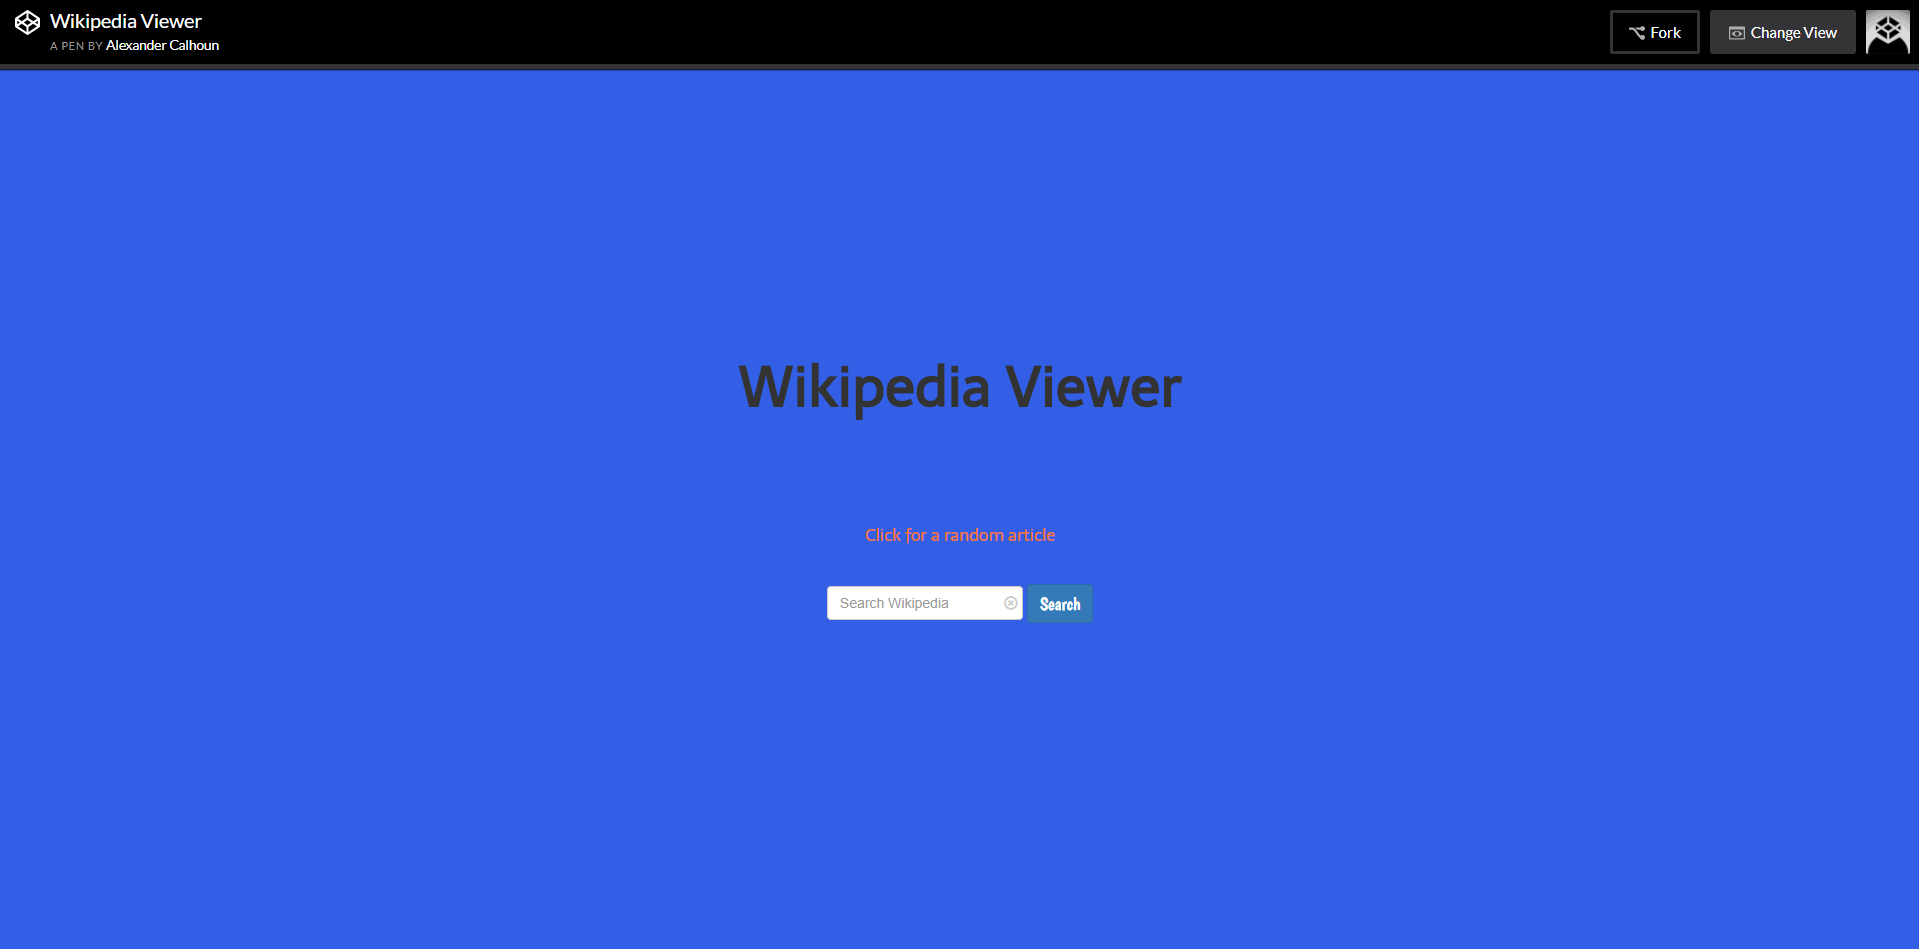 Wikipedia Viewer
A PEN BY Alexander Calhoun
Fork
Change View
Wikipedia Viewer
Click for a random article
Search Wikipedia
Search